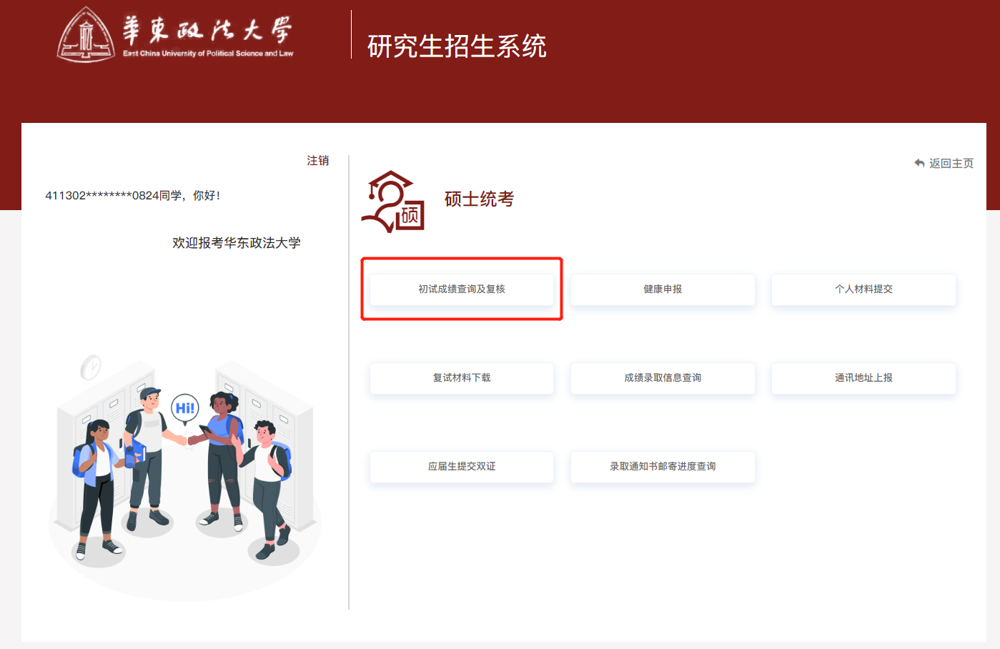 華東政法大學
East China University of Political Science and Law
研究生招生系统
注销
411302********0824同学，你好！
欢迎报考华东政法大学
Hi!
返回主页
硕
硕士统考
初试成绩查询及复核
健康申报
个人材料提交
复试材料下载
成绩录取信息查询
通讯地址上报
应届生提交双证
录取通知书邮寄进度查询